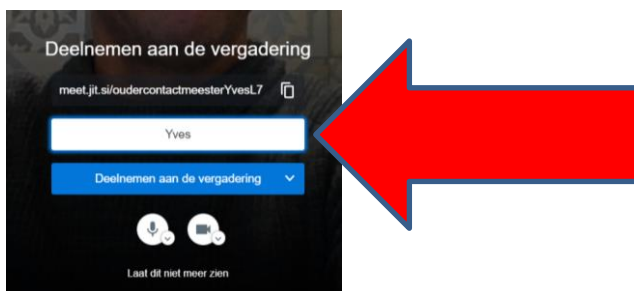 Deelnemen aan de vergadering
meet.jit.si/oudercontactmeesterYvesL7
Yves
Deelnemen aan de vergadering
Laat dit niet meer zien